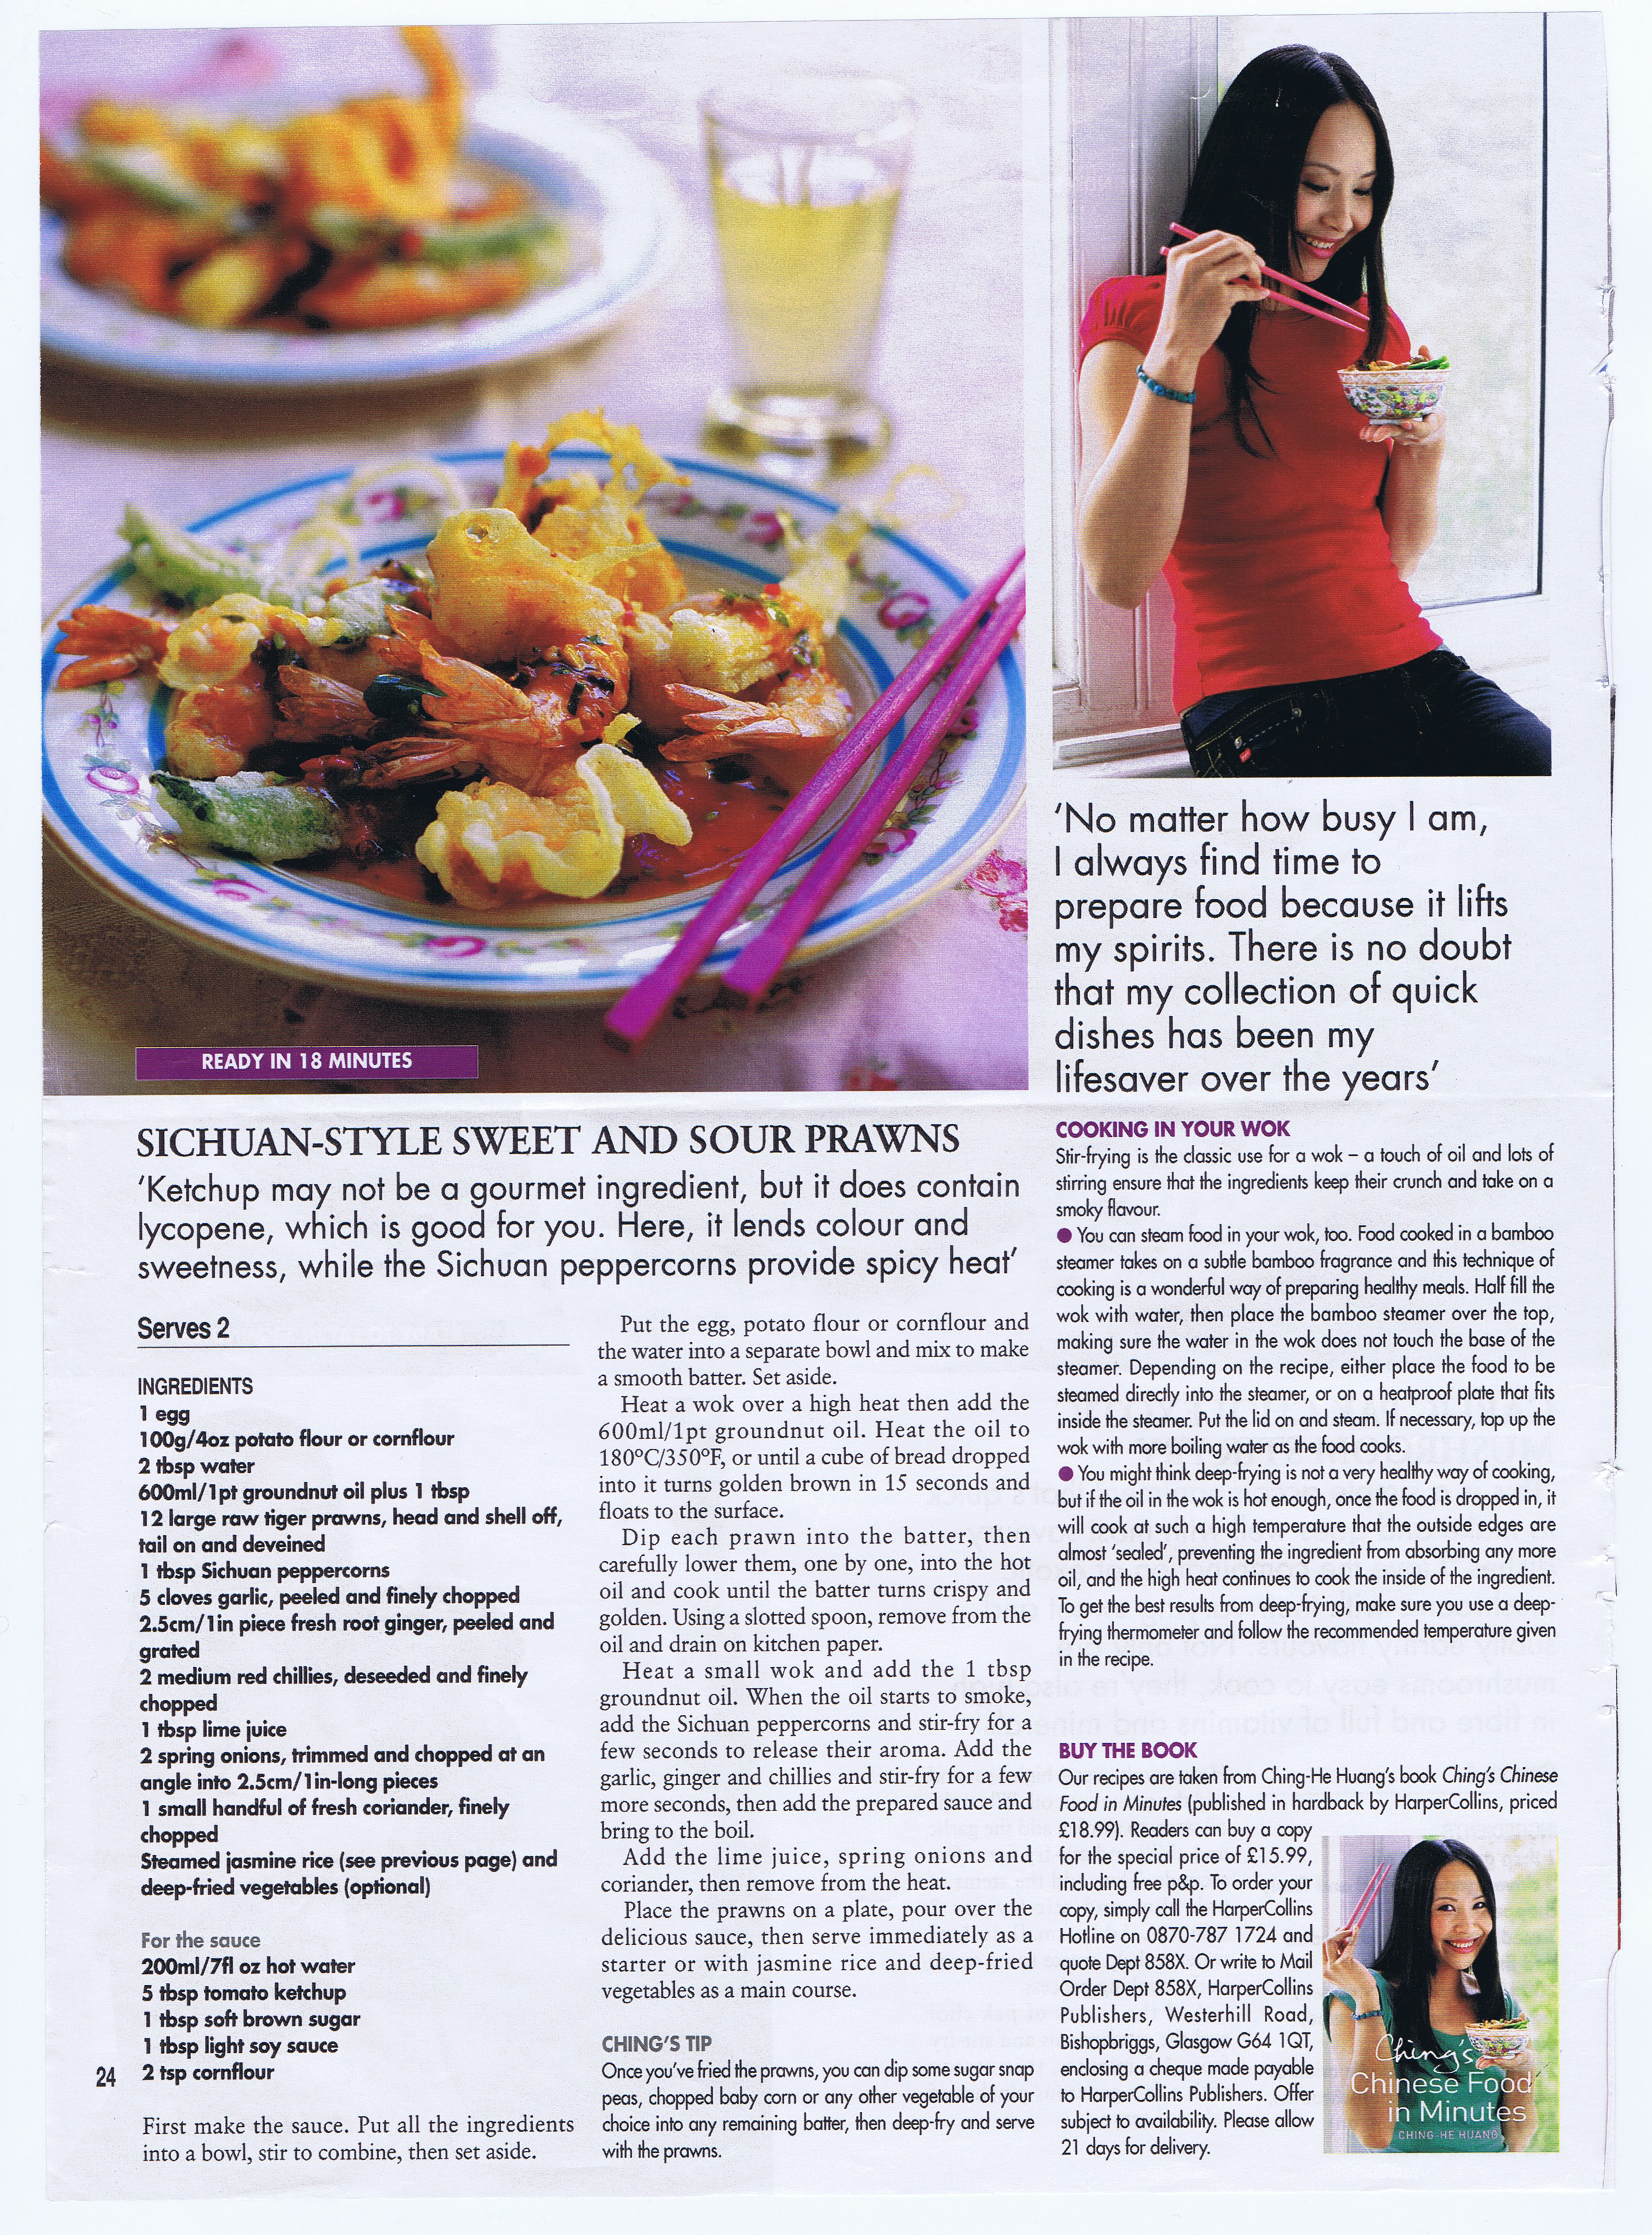 READY IN 18 MINUTES
'No matter how busy I am,
I always find time to
prepare food because it lifts
my spirits. There is no doubt
that my collection of quick
dishes has been my
lifesaver over the years'
SICHUAN-STYLE SWEET AND SOUR PRAWNS
'Ketchup may not be a gourmet ingredient, but it does contain
lycopene, which is good for you. Here, it lends colour and
sweetness, while the Sichuan peppercorns provide spicy heat'
Serves 2
INGREDIENTS
1 egg
100g/4oz potato flour or cornflour
2 tbsp water
600ml/1pt groundnut oil plus 1 tbsp
12 large raw tiger prawns, head and shell off,
tail on and deveined
1 tbsp Sichuan peppercorns
5 cloves garlic, peeled and finely chopped
2.5cm/1in piece fresh root ginger, peeled and
grated
2 medium red chillies, deseeded and finely
chopped
1 tbsp lime juice
2 spring onions, trimmed and chopped at an
angle into 2.5cm/1in-long pieces
1 small handful of fresh coriander, finely
chopped
Steamed jasmine rice (see previous page) and
deep-fried vegetables (optional)
For the sauce
200ml/7fl oz hot water
5 tbsp tomato ketchup
1 tbsp soft brown sugar
1 tbsp light soy sauce
2 tsp cornflour
24
First make the sauce. Put all the ingredients
into a bowl, stir to combine, then set aside.
Put the egg, potato flour or cornflour and
the water into a separate bowl and mix to make
a smooth batter. Set aside.
Heat a wok over a high heat then add the
600ml/1pt groundnut oil. Heat the oil to
180ºC/350ºF, or until a cube of bread dropped
into it turns golden brown in 15 seconds and
floats to the surface.
Dip each prawn into the batter, then
carefully lower them, one by one, into the hot
oil and cook until the batter turns crispy and
golden. Using a slotted spoon, remove from the
oil and drain on kitchen paper.
Heat a small wok and add the 1 tbsp
groundnut oil. When the oil starts to smoke,
add the Sichuan peppercorns and stir-fry for a
few seconds to release their aroma. Add the
garlic, ginger and chillies and stir-fry for a few
more seconds, then add the prepared sauce and
bring to the boil.
Add the lime juice, spring onions and
coriander, then remove from the heat.
Place the prawns on a plate, pour over the
delicious sauce, then serve immediately as a
starter or with jasmine rice and deep-fried
vegetables as a main course.
CHING'S TIP
Once you've fried the prawns, you can dip some sugar snap
peas, chopped baby corn or any other vegetable of your
choice into any remaining batter, then deep-fry and serve
with the prawns.
COOKING IN YOUR WOK
Stir-frying is the classic use for a wok – a touch of oil and lots of
stirring ensure that the ingredients keep their crunch and take on a
smoky flavour.
● You can steam food in your wok, too. Food cooked in a bamboo
steamer takes on a subtle bamboo fragrance and this technique of
cooking is a wonderful way of preparing healthy meals. Half fill the
wok with water, then place the bamboo steamer over the top,
making sure the water in the wok does not touch the base of the
steamer. Depending on the recipe, either place the food to be
steamed directly into the steamer, or on a heatproof plate that fits
inside the steamer. Put the lid on and steam. If necessary, top up the
wok with more boiling water as the food cooks.
● You might think deep-frying is not a very healthy way of cooking,
but if the oil in the wok is hot enough, once the food is dropped in, it
will cook at such a high temperature that the outside edges are
almost 'sealed', preventing the ingredient from absorbing any more
oil, and the high heat continues to cook the inside of the ingredient.
To get the best results from deep-frying, make sure you use a deep-
frying thermometer and follow the recommended temperature given
in the recipe.
BUY THE BOOK
Our recipes are taken from Ching-He Huang's book Ching's Chinese
Food in Minutes (published in hardback by HarperCollins, priced
£18.99). Readers can buy a copy
for the special price of £15.99,
including free p&p. To order your
copy, simply call the HarperCollins
Hotline on 0870-787 1724 and
quote Dept 858X. Or write to Mail
Order Dept 858X, HarperCollins
Publishers, Westerhill Road,
Bishopbriggs, Glasgow G64 1QT,
enclosing a cheque made payable
to HarperCollins Publishers. Offer
subject to availability. Please allow
21 days for delivery.
Ching's
Chinese Food
in Minutes
CHING-HE HUANG